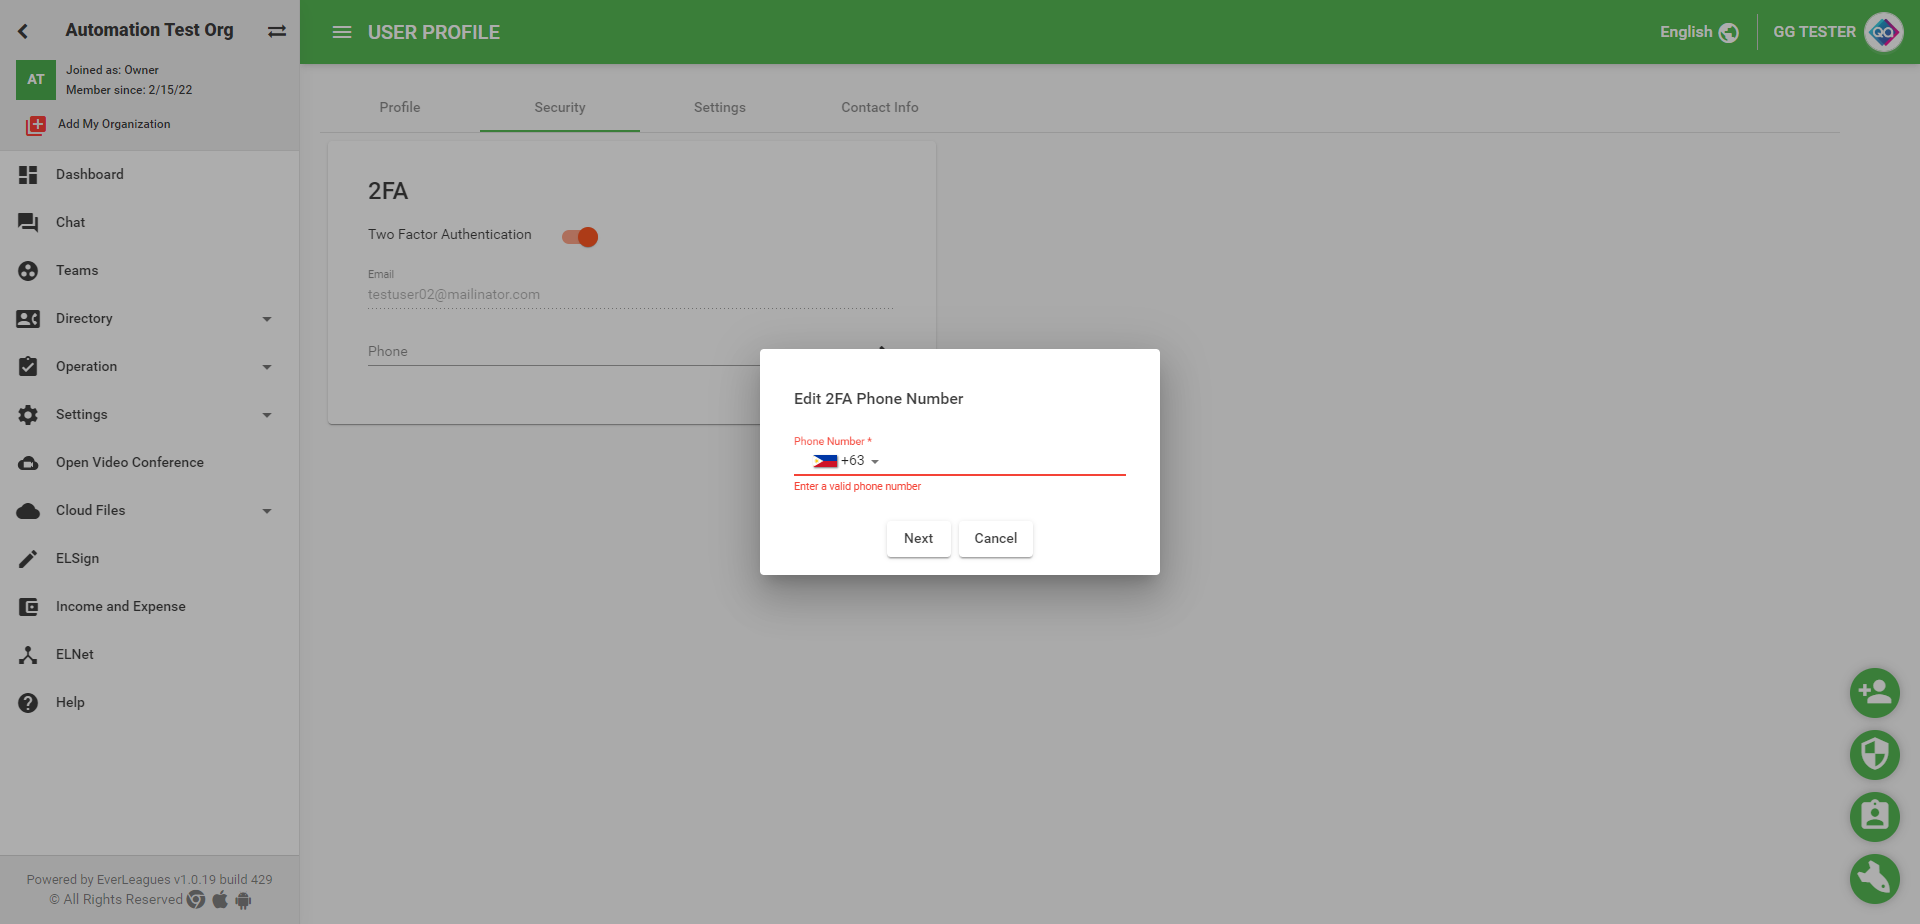 Automation Test Org
AT
Joined as: Owner
Member since: 2/15/22
Add My Organization
Dashboard
Chat
Teams
Directory
Operation
Settings
Open Video Conference
Cloud Files
ELSign
Income and Expense
ELNet
Help
Powered by EverLeagues v1.0.19 build 429
© All Rights Reserved
USER PROFILE
English
GG TESTER
QA
Profile
Security
Settings
Contact Info
2FA
Two Factor Authentication
Email
testuser02@mailinator.com
Phone
Edit 2FA Phone Number
Phone Number *
+63
Enter a valid phone number
Next
Cancel